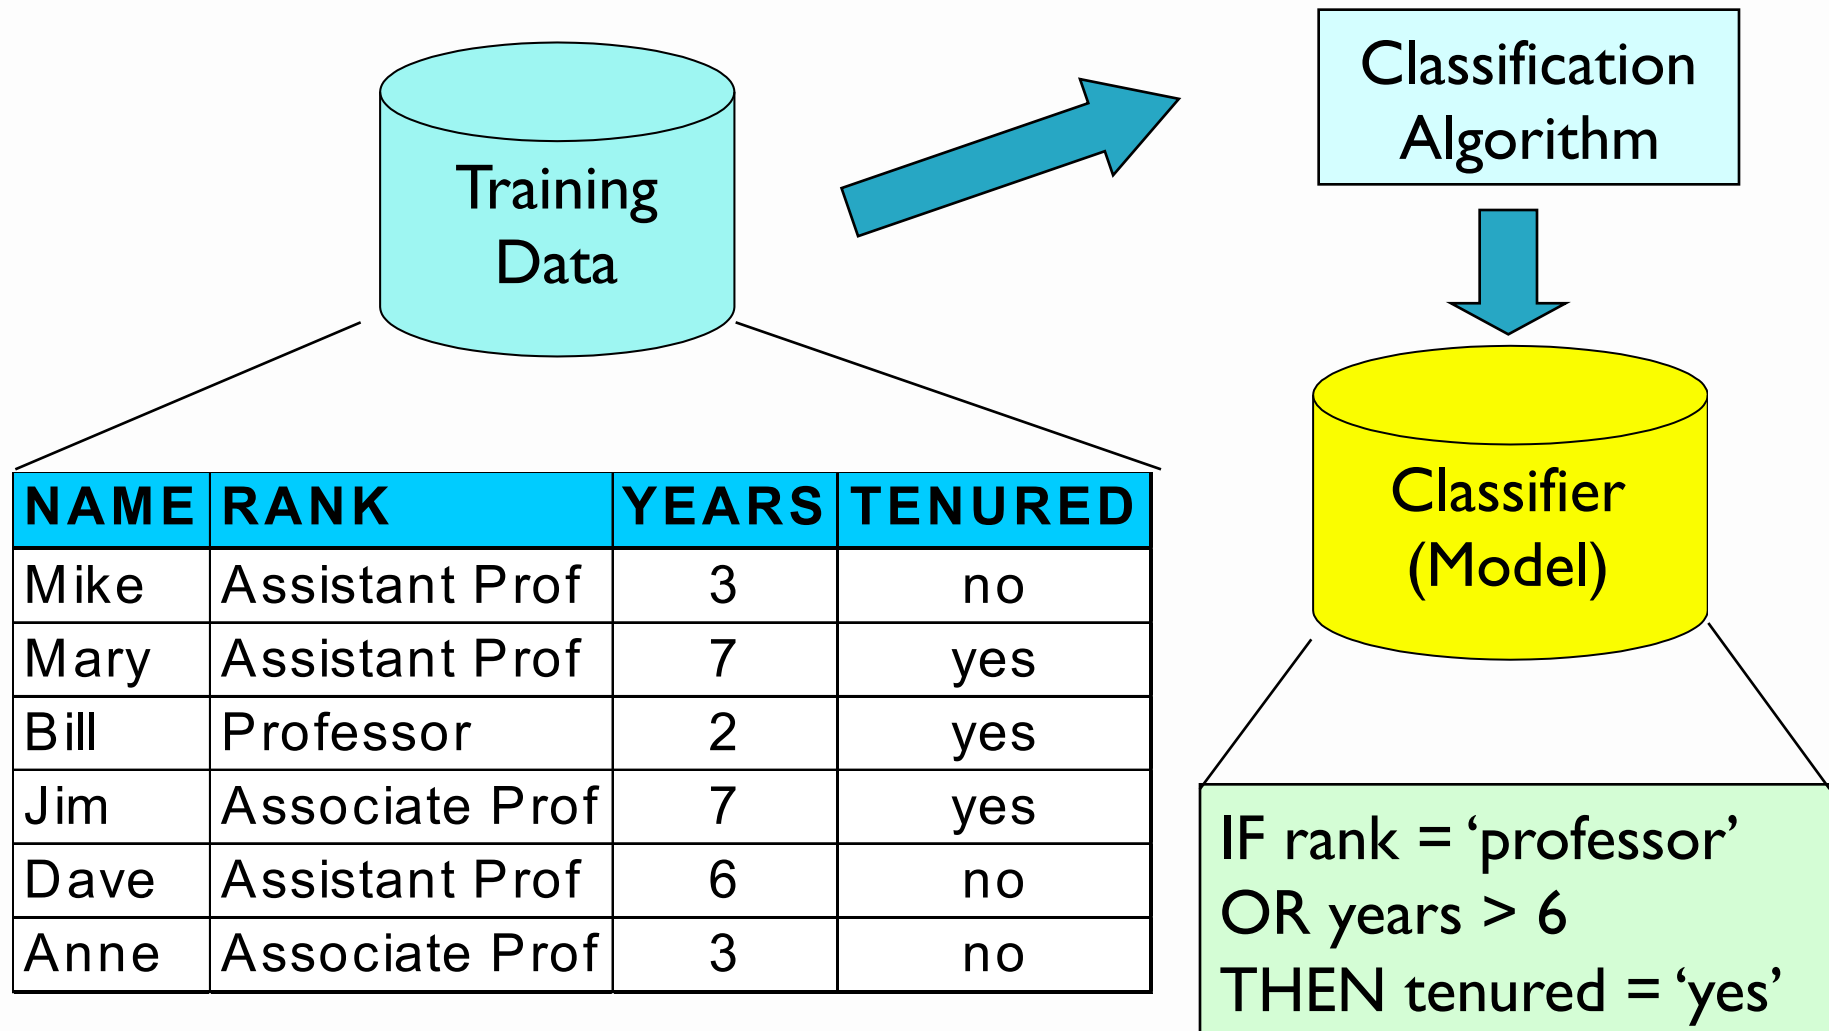 Training
Data
Classification
Algorithm
NAME RANK YEARS TENURED
Mike Assistant Prof 3 no
Mary Assistant Prof 7 yes
Bill Professor 2 yes
Jim Associate Prof 7 yes
Dave Assistant Prof 6 no
Anne Associate Prof 3 no
Classifier
(Model)
IF rank = ‘professor’
OR years > 6
THEN tenured = ‘yes’